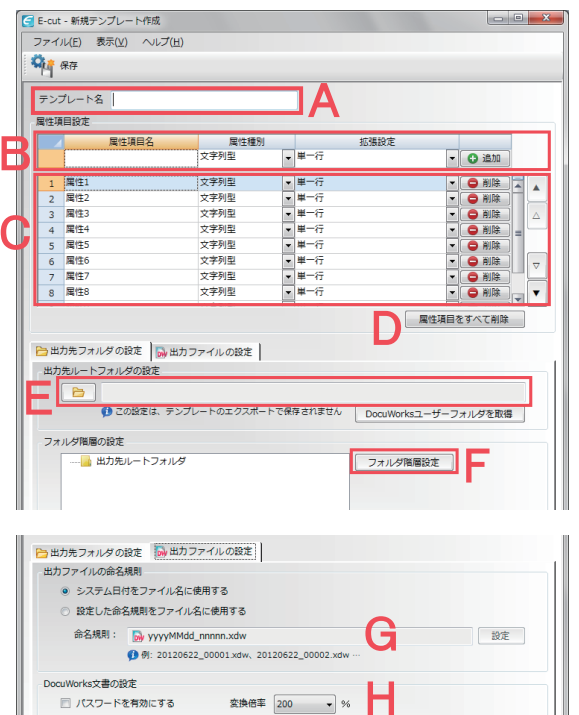 E-cut - 新規テンプレート作成
ファイル(F) 表示(V) ヘルプ(H)
保存
テンプレート名
A
属性項目設定
B
属性項目名 属性種別 拡張設定
文字列型 単一行 追加
C
1 属性1 文字列型 単一行 削除
2 属性2 文字列型 単一行 削除
3 属性3 文字列型 単一行 削除
4 属性4 文字列型 単一行 削除
5 属性5 文字列型 単一行 削除
6 属性6 文字列型 単一行 削除
7 属性7 文字列型 単一行 削除
8 属性8 文字列型 単一行 削除
D
属性項目をすべて削除
出力先フォルダの設定 出力ファイルの設定
出力先ルートフォルダの設定
E
この設定は、テンプレートのエクスポートで保存されません DocuWorksユーザーフォルダを取得
フォルダ階層の設定
出力先ルートフォルダ フォルダ階層設定
F
出力先フォルダの設定 出力ファイルの設定
出力ファイルの命名規則
システム日付をファイル名に使用する
設定した命名規則をファイル名に使用する
命名規則： yyyyMMdd_nnnnn.xdw 設定
G
例: 20120622_00001.xdw、20120622_00002.xdw …
DocuWorks文書の設定
パスワードを有効にする 変換倍率 200 %
H